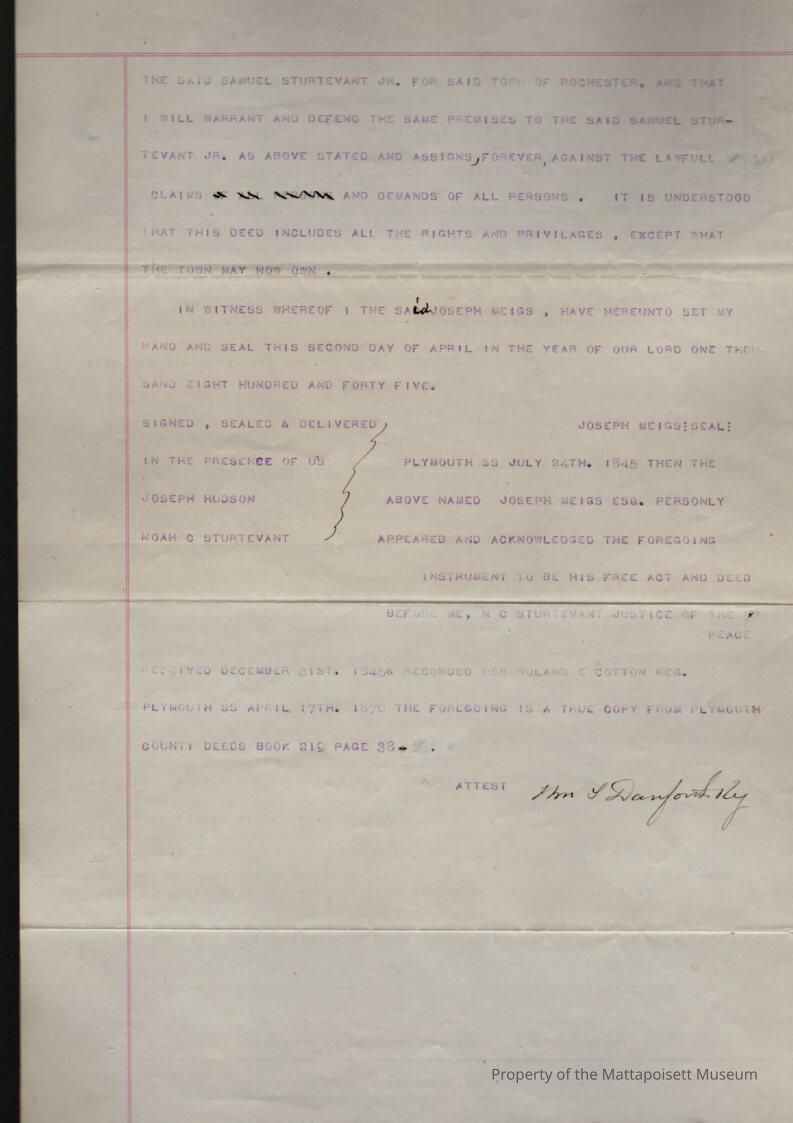 THE SAID SAMUEL STURTEVANT JR. FOR SAID TOWN OF ROCHESTER, AND THAT
I WILL WARRANT AND DEFEND THE SAME PREMISES TO THE SAID SAMUEL STUR-
TEVANT JR. AS ABOVE STATED AND ASSIGNS, FOREVER, AGAINST THE LAWFULL
CLAIMS AND DEMANDS OF ALL PERSONS . IT IS UNDERSTOOD
THAT THIS DEED INCLUDES ALL THE RIGHTS AND PRIVILAGES , EXCEPT WHAT
THE TOWN MAY NOW OWN .
IN WITNESS WHEREOF I THE SAid JOSEPH MEIGS , HAVE HEREUNTO SET MY
HAND AND SEAL THIS SECOND DAY OF APRIL IN THE YEAR OF OUR LORD ONE THOU
SAND EIGHT HUNDRED AND FORTY FIVE.
SIGNED , SEALED & DELIVERED JOSEPH MEIGS⋮SEAL⋮
IN THE PRESENCE OF US PLYMOUTH SS JULY 24TH. 1845 THEN THE
JOSEPH HUDSON ABOVE NAMED JOSEPH MEIGS ESQ. PERSONLY
NOAH C STURTEVANT APPEARED AND ACKNOWLEDGED THE FOREGOING
INSTRUMENT TO BE HIS FREE ACT AND DEED
BEFORE ME, N C STURTEVANT JUSTICE OF THE
PEACE
RECEIVED DECEMBER 31ST. 1845& RECORDED PER ROLAND E COTTON REG.
PLYMOUTH SS APRIL 17TH. 1876 THE FOREGOING IS A TRUE COPY FROM PLYMOUTH
COUNTY DEEDS BOOK 219 PAGE 38 .
ATTEST Wm S Danforth. Reg
Property of the Mattapoisett Museum